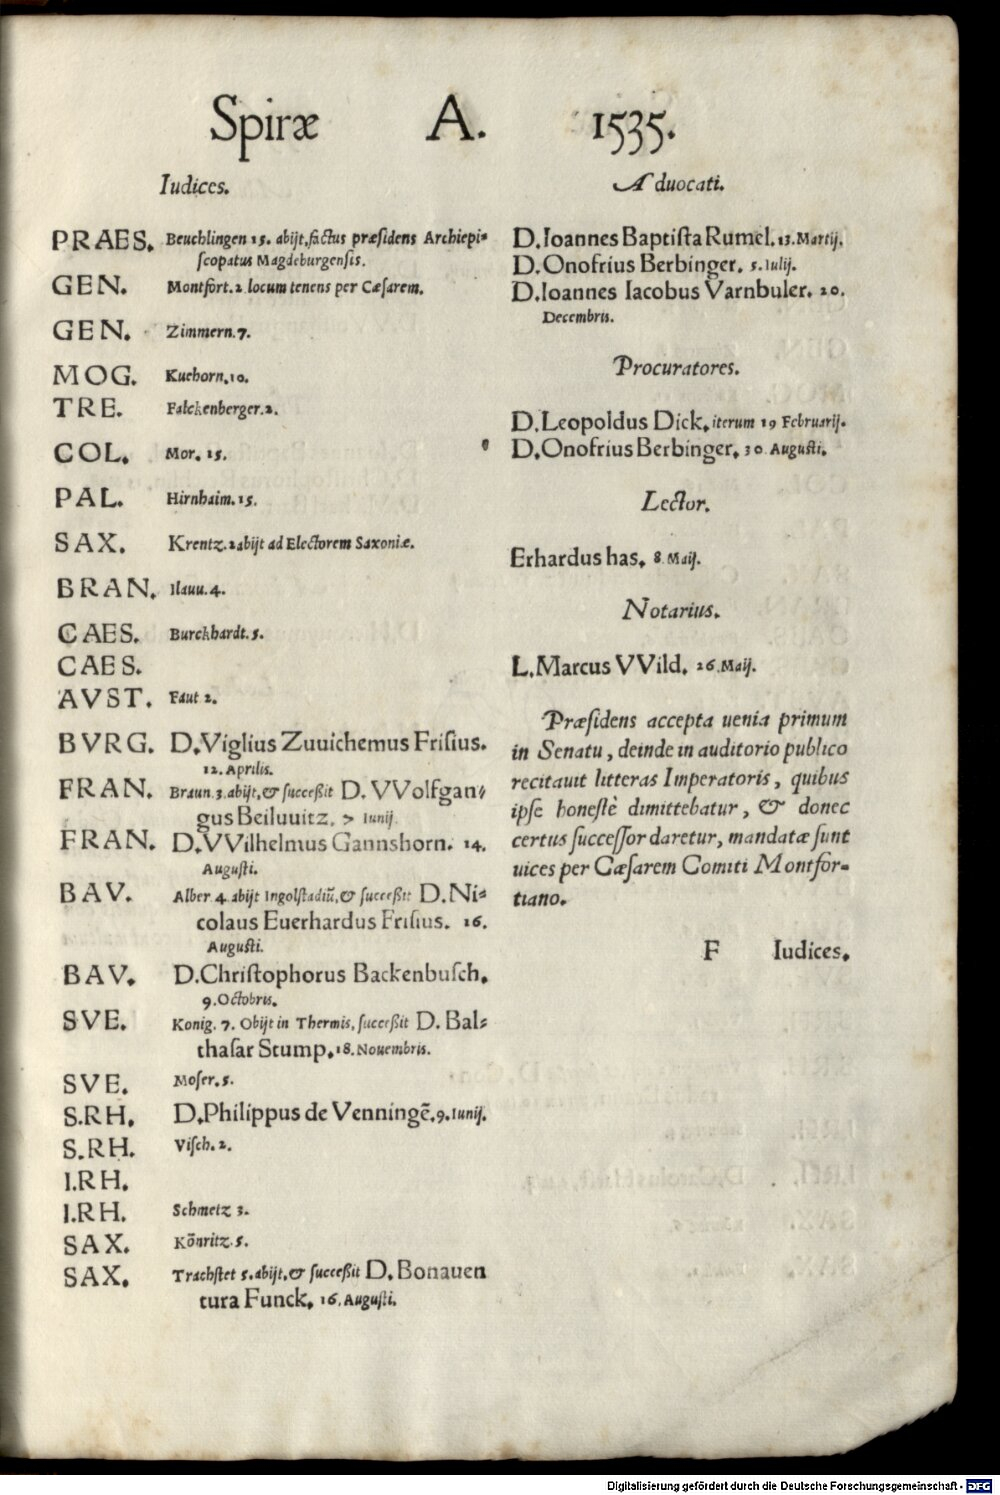 Spiræ A. 1535.
Iudices.
PRAES. Beuchlingen 15. abijt, factus præsidens Archiepi-
scopatus Magdeburgensis.
GEN. Montfort. 2 locum tenens per Cæsarem.
GEN. Zimmern. 7.
MOG. Kuehorn. 10.
TRE. Falckenberger. 2.
COL. Mor. 15.
PAL. Hirnhaim. 15.
SAX. Krentz. 2 abijt ad Electorem Saxoniæ.
BRAN. Ilauu. 4.
CAES. Burckhardt. 5.
CAES.
AVST. Faut 2.
BVRG. D. Viglius Zuuichemus Frisius.
12. Aprilis.
FRAN. Braun. 3. abijt, & successit D. VVolfgan-
gus Beiluuitz. 7 Iunij.
FRAN. D. VVilhelmus Gannshorn. 14.
Augusti.
BAV. Alber 4. abijt Ingolstadiũ, & successit D. Ni-
colaus Euerhardus Frisius. 16.
Augusti.
BAV. D. Christophorus Backenbusch.
9. Octobris.
SVE. Konig. 7. Obijt in Thermis, successit D. Bal-
thasar Stump. 18. Nouembris.
SVE. Moser. 5.
S.RH. D. Philippus de Venningẽ. 9. Iunij.
S.RH. Visch. 2.
I.RH.
I.RH. Schmetz 3.
SAX. Kõnritz. 5.
SAX. Trachstet 5. abijt, & successit D. Bonauen
tura Funck. 16. Augusti.
Aduocati.
D. Ioannes Baptista Rumel. 13. Martij.
D. Onofrius Berbinger. 5. Iulij.
D. Ioannes Iacobus Varnbuler. 20.
Decembris.
Procuratores.
D. Leopoldus Dick. iterum 19 Februarij.
D. Onofrius Berbinger. 30 Augusti.
Lector.
Erhardus has. 8 Maij.
Notarius.
L. Marcus VVild. 26. Maij.
Præsidens accepta uenia primum
in Senatu, deinde in auditorio publico
recitauit litteras Imperatoris, quibus
ipse honestè dimittebatur, & donec
certus successor daretur, mandatæ sunt
uices per Cæsarem Comiti Montfor-
tiano.
F Iudices.
Digitalisierung gefördert durch die Deutsche Forschungsgemeinschaft - DFG